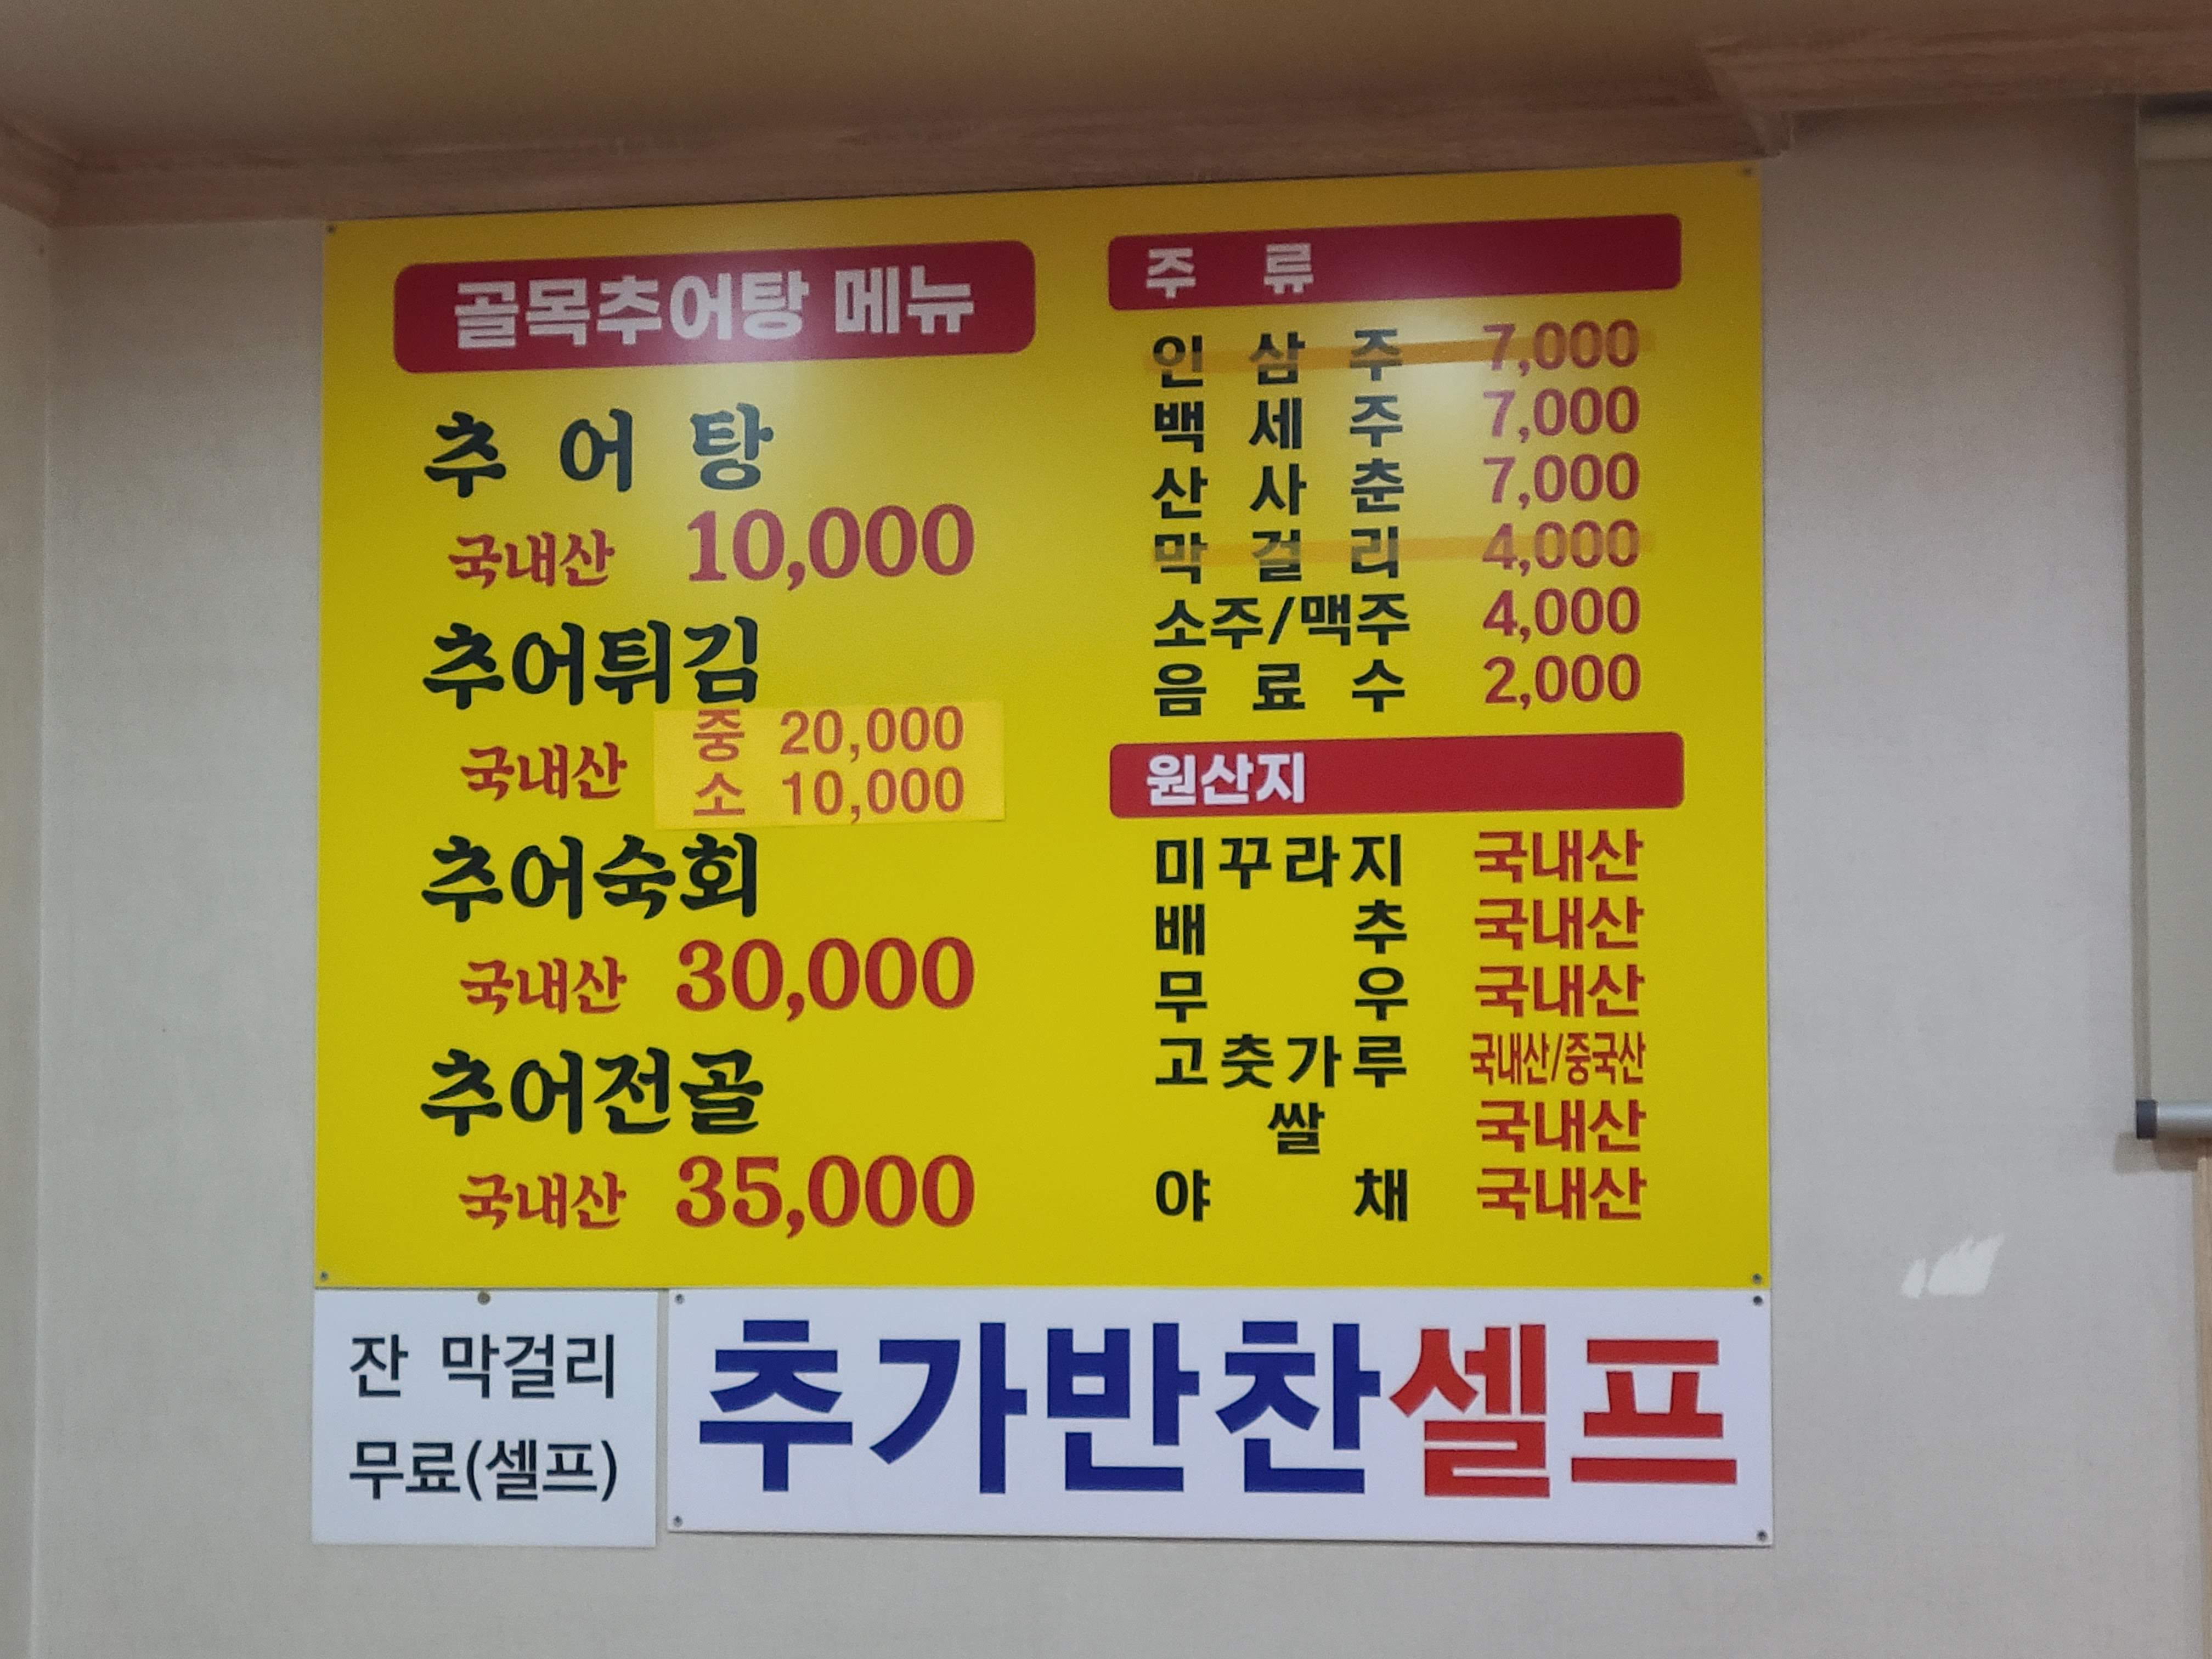 골목추어탕 메뉴
추어탕
국내산 10,000
추어튀김
국내산 중 20,000
소 10,000
추어숙회
국내산 30,000
추어전골
국내산 35,000
주류
인삼주 7,000
백세주 7,000
산사춘 7,000
막걸리 4,000
소주/맥주 4,000
음료수 2,000
원산지
미꾸라지 국내산
배추 국내산
무우 국내산
고춧가루 국내산/중국산
쌀 국내산
야채 국내산
잔 막걸리
무료(셀프)
추가반찬셀프